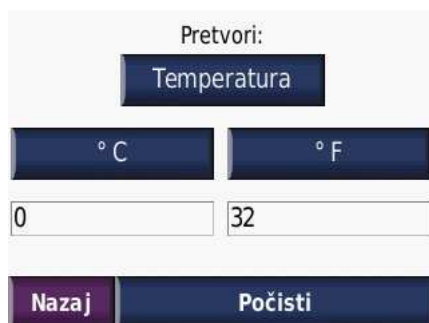 Pretvori:
Temperatura
° C ° F
0 32
Nazaj Počisti